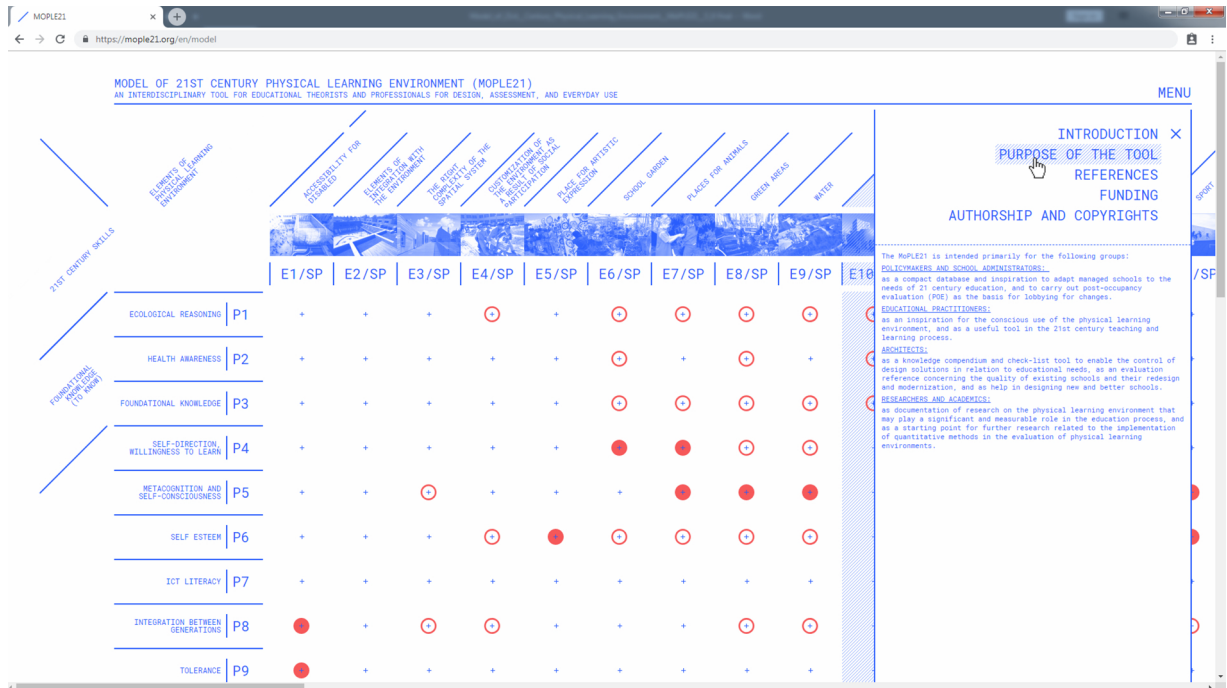 MOPLE21
https://mople21.org/en/model
MODEL OF 21ST CENTURY PHYSICAL LEARNING ENVIRONMENT (MOPLE21)
AN INTERDISCIPLINARY TOOL FOR EDUCATIONAL THEORISTS AND PROFESSIONALS FOR DESIGN, ASSESSMENT, AND EVERYDAY USE
MENU
ELEMENTS OF
PHYSICAL LEARNING
ENVIRONMENT
21ST CENTURY SKILLS
ACCESSIBILITY FOR
DISABLED
ELEMENTS OF
INTEGRATION WITH
THE ENVIRONMENT
THE RIGHT
COMPLEXITY OF THE
SPATIAL SYSTEM
CUSTOMIZATION OF
THE ENVIRONMENT AS
A RESULT OF SOCIAL
PARTICIPATION
PLACE FOR ARTISTIC
EXPRESSION
SCHOOL GARDEN
PLACES FOR ANIMALS
GREEN AREAS
WATER
SPORT
E1/SP
E2/SP
E3/SP
E4/SP
E5/SP
E6/SP
E7/SP
E8/SP
E9/SP
E10
/SP
FOUNDATIONAL
KNOWLEDGE
(TO KNOW)
ECOLOGICAL REASONING P1
HEALTH AWARENESS P2
FOUNDATIONAL KNOWLEDGE P3
SELF-DIRECTION,
WILLINGNESS TO LEARN P4
METACOGNITION AND
SELF-CONSCIOUSNESS P5
SELF ESTEEM P6
ICT LITERACY P7
INTEGRATION BETWEEN
GENERATIONS P8
TOLERANCE P9
INTRODUCTION
PURPOSE OF THE TOOL
REFERENCES
FUNDING
AUTHORSHIP AND COPYRIGHTS
The MoPLE21 is intended primarily for the following groups:
POLICYMAKERS AND SCHOOL ADMINISTRATORS:
as a compact database and inspiration to adapt managed schools to the
needs of 21 century education, and to carry out post-occupancy
evaluation (POE) as the basis for lobbying for changes.
EDUCATIONAL PRACTITIONERS:
as an inspiration for the conscious use of the physical learning
environment, and as a useful tool in the 21st century teaching and
learning process.
ARCHITECTS:
as a knowledge compendium and check-list tool to enable the control of
design solutions in relation to educational needs, as an evaluation
reference concerning the quality of existing schools and their redesign
and modernization, and as help in designing new and better schools.
RESEARCHERS AND ACADEMICS:
as documentation of research on the physical learning environment that
may play a significant and measurable role in the education process, and
as a starting point for further research related to the implementation
of quantitative methods in the evaluation of physical learning
environments.